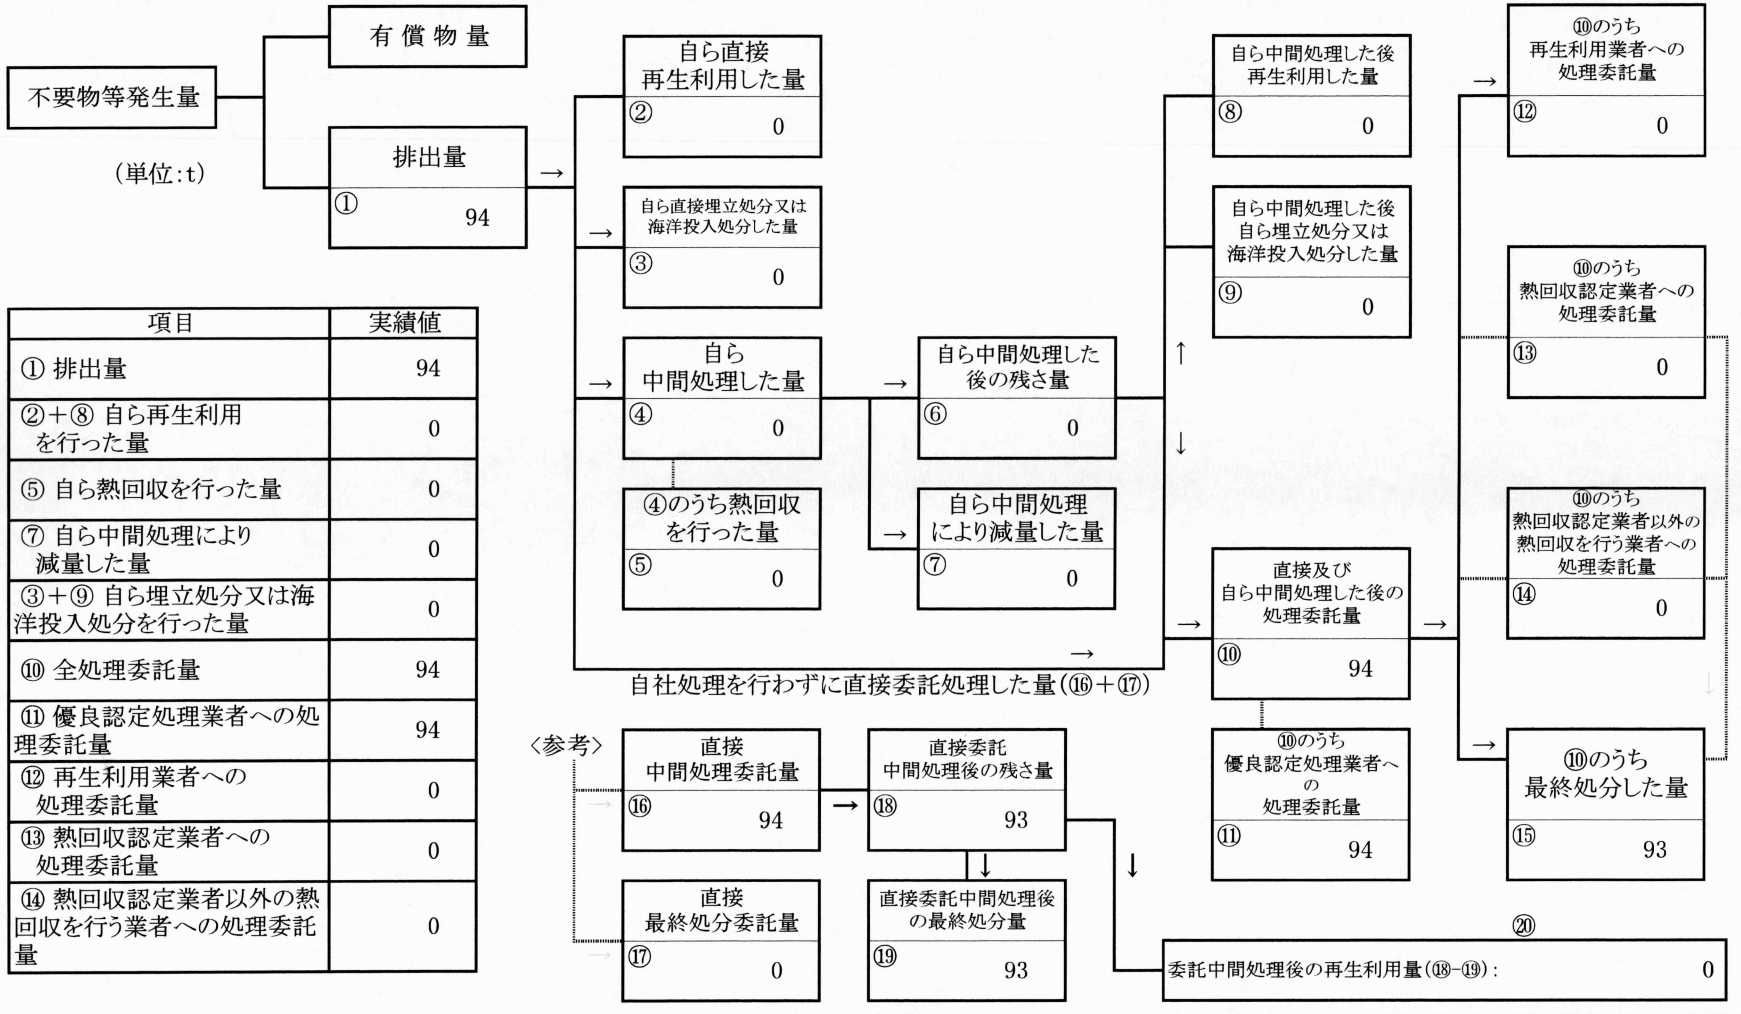 有償物量
不要物等発生量
(単位:t)
排出量
①
94
→
自ら直接
再生利用した量
②
0
→
自ら直接埋立処分又は
海洋投入処分した量
③
0
→
自ら
中間処理した量
④
0
④のうち熱回収
を行った量
⑤
0
→
自ら中間処理した
後の残さ量
⑥
0
→
自ら中間処理
により減量した量
⑦
0
→
自社処理を行わずに直接委託処理した量(⑯+⑰)
自ら中間処理した後
再生利用した量
⑧
0
自ら中間処理した後
自ら埋立処分又は
海洋投入処分した量
⑨
0
↑
↓
→
直接及び
自ら中間処理した後の
処理委託量
⑩
94
⑩のうち
優良認定処理業者へ
の
処理委託量
⑪
94
→
→
⑩のうち
再生利用業者への
処理委託量
⑫
0
⑩のうち
熱回収認定業者への
処理委託量
⑬
0
⑩のうち
熱回収認定業者以外の
熱回収を行う業者への
処理委託量
⑭
0
↓
→
⑩のうち
最終処分した量
⑮
93
項目 実績値
① 排出量 94
②+⑧ 自ら再生利用
を行った量 0
⑤ 自ら熱回収を行った量 0
⑦ 自ら中間処理により
減量した量 0
③+⑨ 自ら埋立処分又は海
洋投入処分を行った量 0
⑩ 全処理委託量 94
⑪ 優良認定処理業者への処
理委託量 94
⑫ 再生利用業者への
処理委託量 0
⑬ 熱回収認定業者への
処理委託量 0
⑭ 熱回収認定業者以外の熱
回収を行う業者への処理委託
量 0
〈参考〉
→
直接
中間処理委託量
⑯
94
→
直接
最終処分委託量
⑰
0
→
直接委託
中間処理後の残さ量
⑱
93
↓
直接委託中間処理後
の最終処分量
⑲
93
↓
⑳
委託中間処理後の再生利用量(⑱-⑲): 0